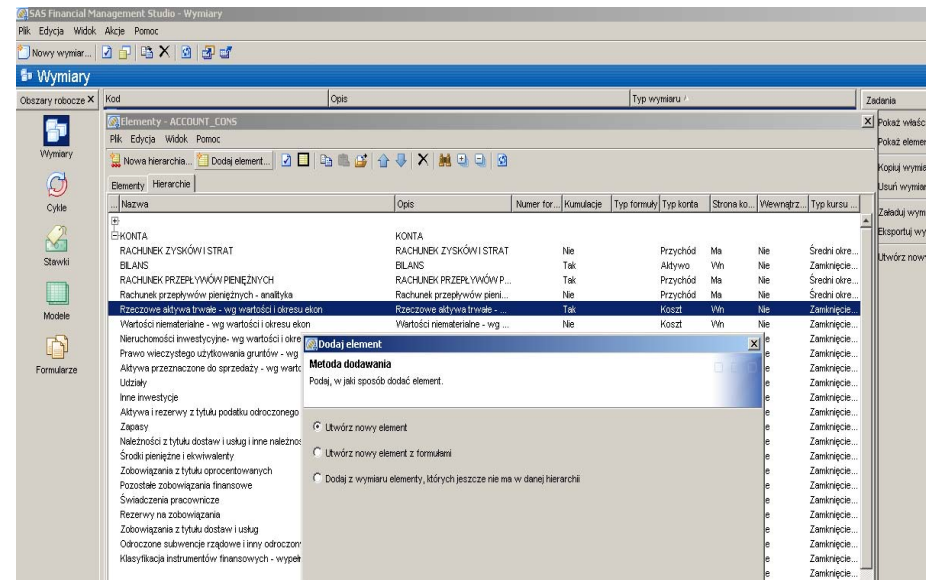 SAS Financial Management Studio - Wymiary
Plik Edycja Widok Akcje Pomoc
Nowy wymiar...
Wymiary
Obszary robocze X
Kod Opis Typ wymiaru
Zadania
Wymiary
Cykle
Stawki
Modele
Formularze
Elementy - ACCOUNT_CONS
Plik Edycja Widok Pomoc
Nowa hierarchia... Dodaj element...
Elementy Hierarchie
... Nazwa Opis Numer for... Kumulacje Typ formuły Typ konta Strona ko... Wewnątrz... Typ kursu ...
KONTA KONTA
RACHUNEK ZYSKÓW I STRAT RACHUNEK ZYSKÓW I STRAT Nie Przychód Ma Nie Średni okre...
BILANS BILANS Tak Aktywo Wn Nie Zamknięcie...
RACHUNEK PRZEPŁYWÓW PIENIĘŻNYCH RACHUNEK PRZEPŁYWÓW P... Tak Przychód Ma Nie Średni okre...
Rachunek przepływów pieniężnych - analityka Rachunek przepływów pieni... Nie Przychód Ma Nie Średni okre...
Rzeczowe aktywa trwałe - wg wartości i okresu ekon Rzeczowe aktywa trwałe - ... Tak Koszt Wn Nie Zamknięcie...
Wartości niematerialne - wg wartości i okresu ekon Wartości niematerialne - wg ... Nie Koszt Wn Nie Zamknięcie...
Nieruchomości inwestycyjne- wg wartości i okre e Zamknięcie...
Prawo wieczystego użytkowania gruntów - wg e Zamknięcie...
Aktywa przeznaczone do sprzedaży - wg warto e Zamknięcie...
Udziały e Zamknięcie...
Inne inwestycje e Zamknięcie...
Aktywa i rezerwy z tytułu podatku odroczonego e Zamknięcie...
Zapasy e Zamknięcie...
Należności z tytułu dostaw i usług i inne należnoś e Zamknięcie...
Środki pieniężne i ekwiwalenty e Zamknięcie...
Zobowiązania z tytułu oprocentowanych e Zamknięcie...
Pozostałe zobowiązania finansowe e Zamknięcie...
Świadczenia pracownicze e Zamknięcie...
Rezerwy na zobowiązania e Zamknięcie...
Zobowiązania z tytułu dostaw i usług e Zamknięcie...
Odroczone subwencje rządowe i inny odroczon e Zamknięcie...
Klasyfikacja instrumentów finansowych - wypeł e Zamknięcie...
e Zamknięcie...
Dodaj element
Metoda dodawania
Podaj, w jaki sposób dodać element.
Utwórz nowy element
Utwórz nowy element z formułami
Dodaj z wymiaru elementy, których jeszcze nie ma w danej hierarchii
Pokaż właśc
Pokaż elemen
Kopiuj wymia
Usuń wymiar
Załaduj wym
Eksportuj wy
Utwórz nowy